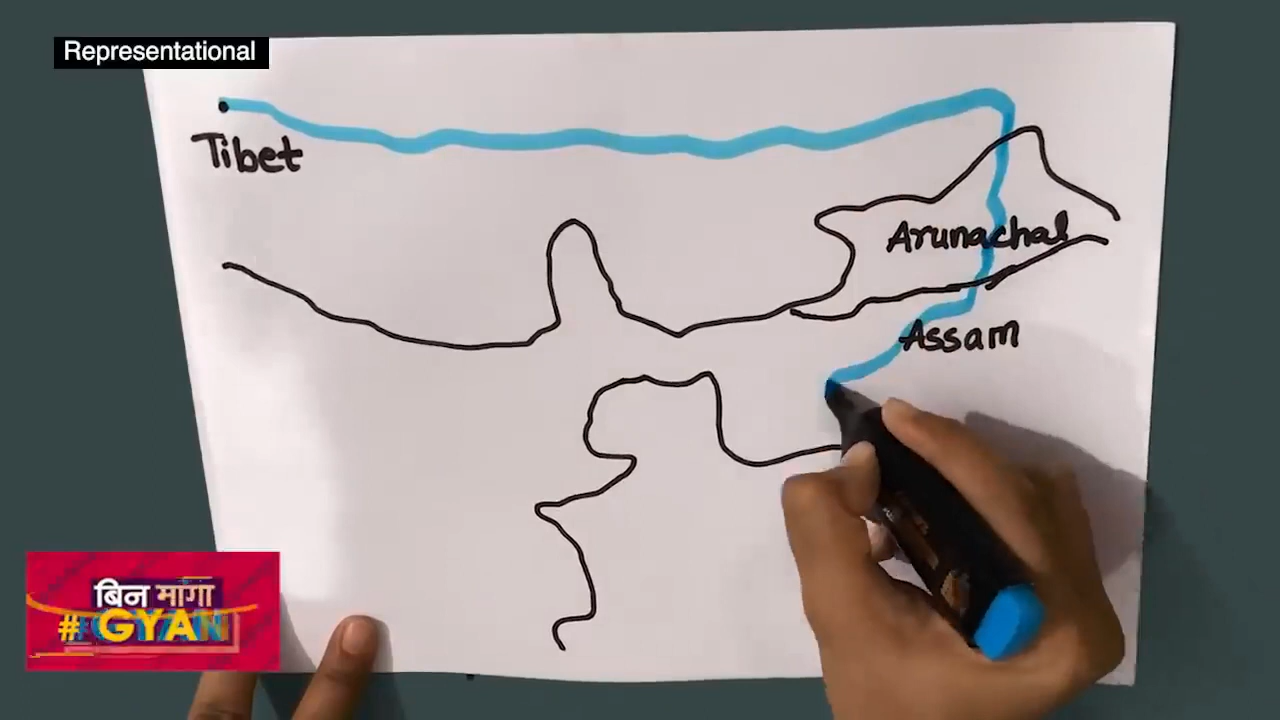 Representational
Tibet
Arunachal
Assam
बिन मांगा
#GYAN